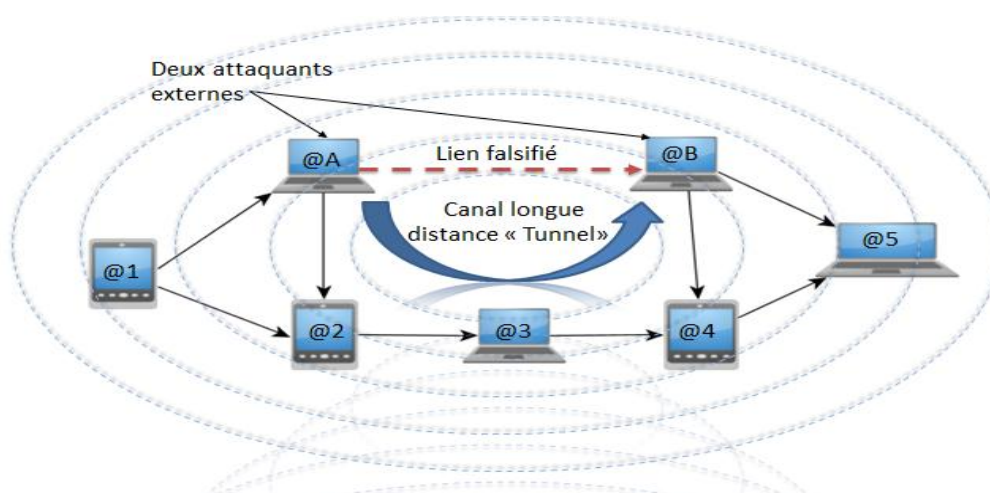 Deux attaquants
externes
@A
Lien falsifié
@B
Canal longue
distance « Tunnel»
@1
@5
@2
@3
@4